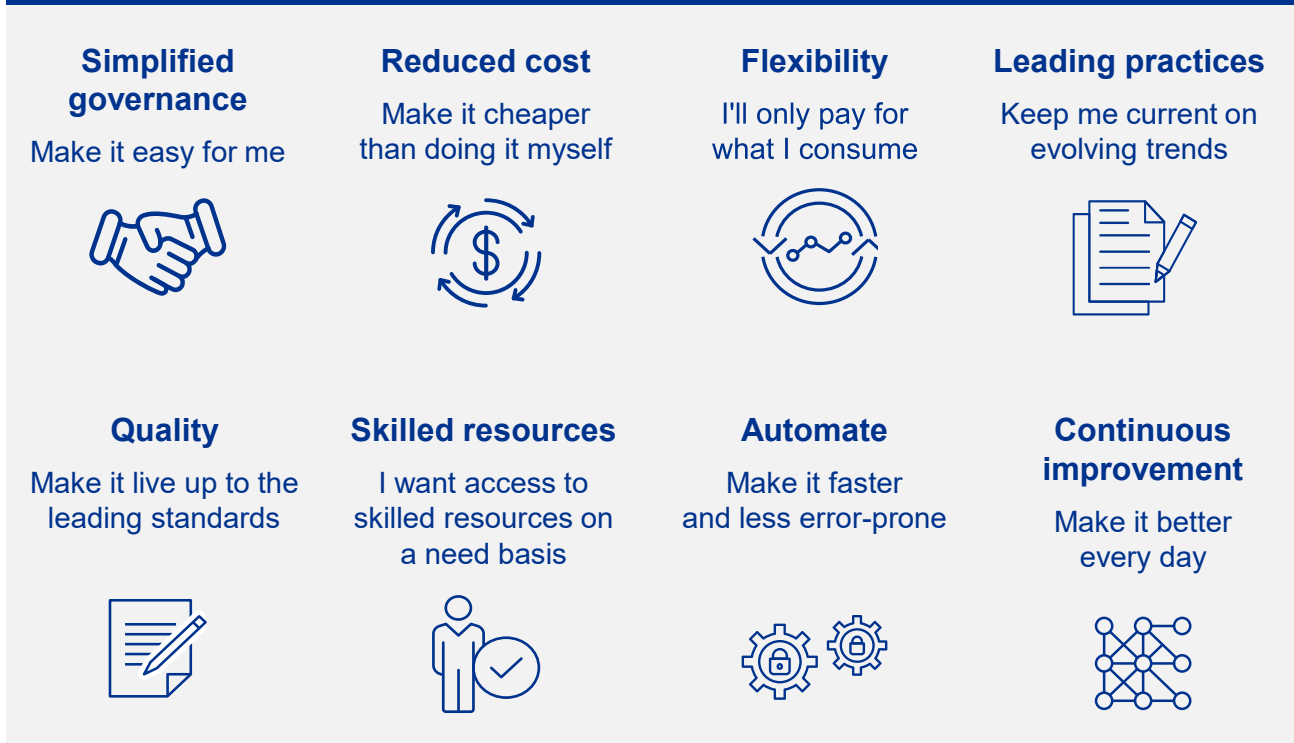 Simplified
governance
Make it easy for me
Reduced cost
Make it cheaper
than doing it myself
Flexibility
I'll only pay for
what I consume
Leading practices
Keep me current on
evolving trends
Quality
Make it live up to the
leading standards
Skilled resources
I want access to
skilled resources on
a need basis
Automate
Make it faster
and less error-prone
Continuous
improvement
Make it better
every day